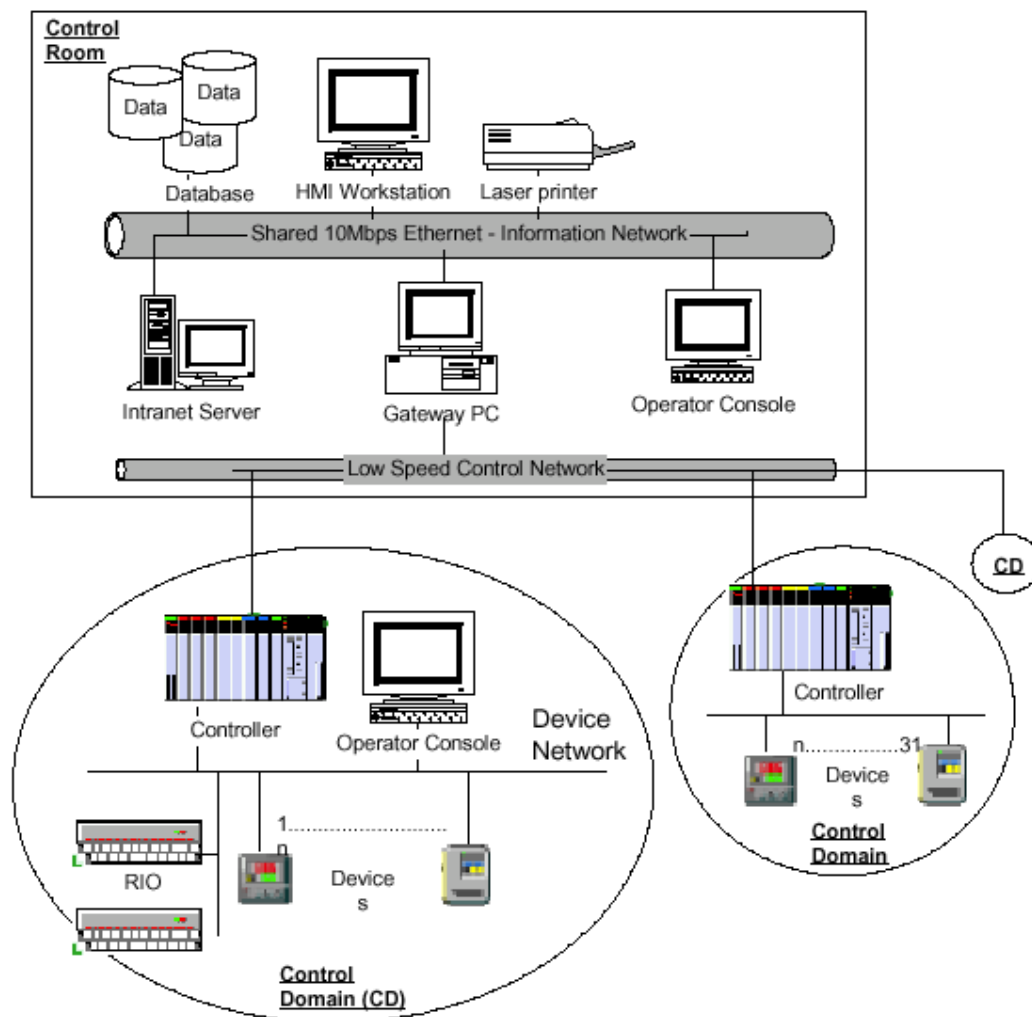 Control
Room
Data
Data
Data
Database
HMI Workstation
Laser printer
Shared 10Mbps Ethernet - Information Network
Intranet Server
Gateway PC
Operator Console
Low Speed Control Network
CD
Controller
Operator Console
Device
Network
1......................
n
RIO
Device
s
Control
Domain (CD)
Controller
n...............31
Device
s
Control
Domain